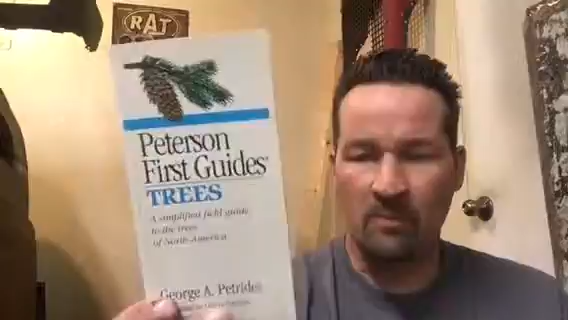 RAT
Peterson
First Guides®
TREES
A simplified field guide
to the trees
of North America
George A. Petrides